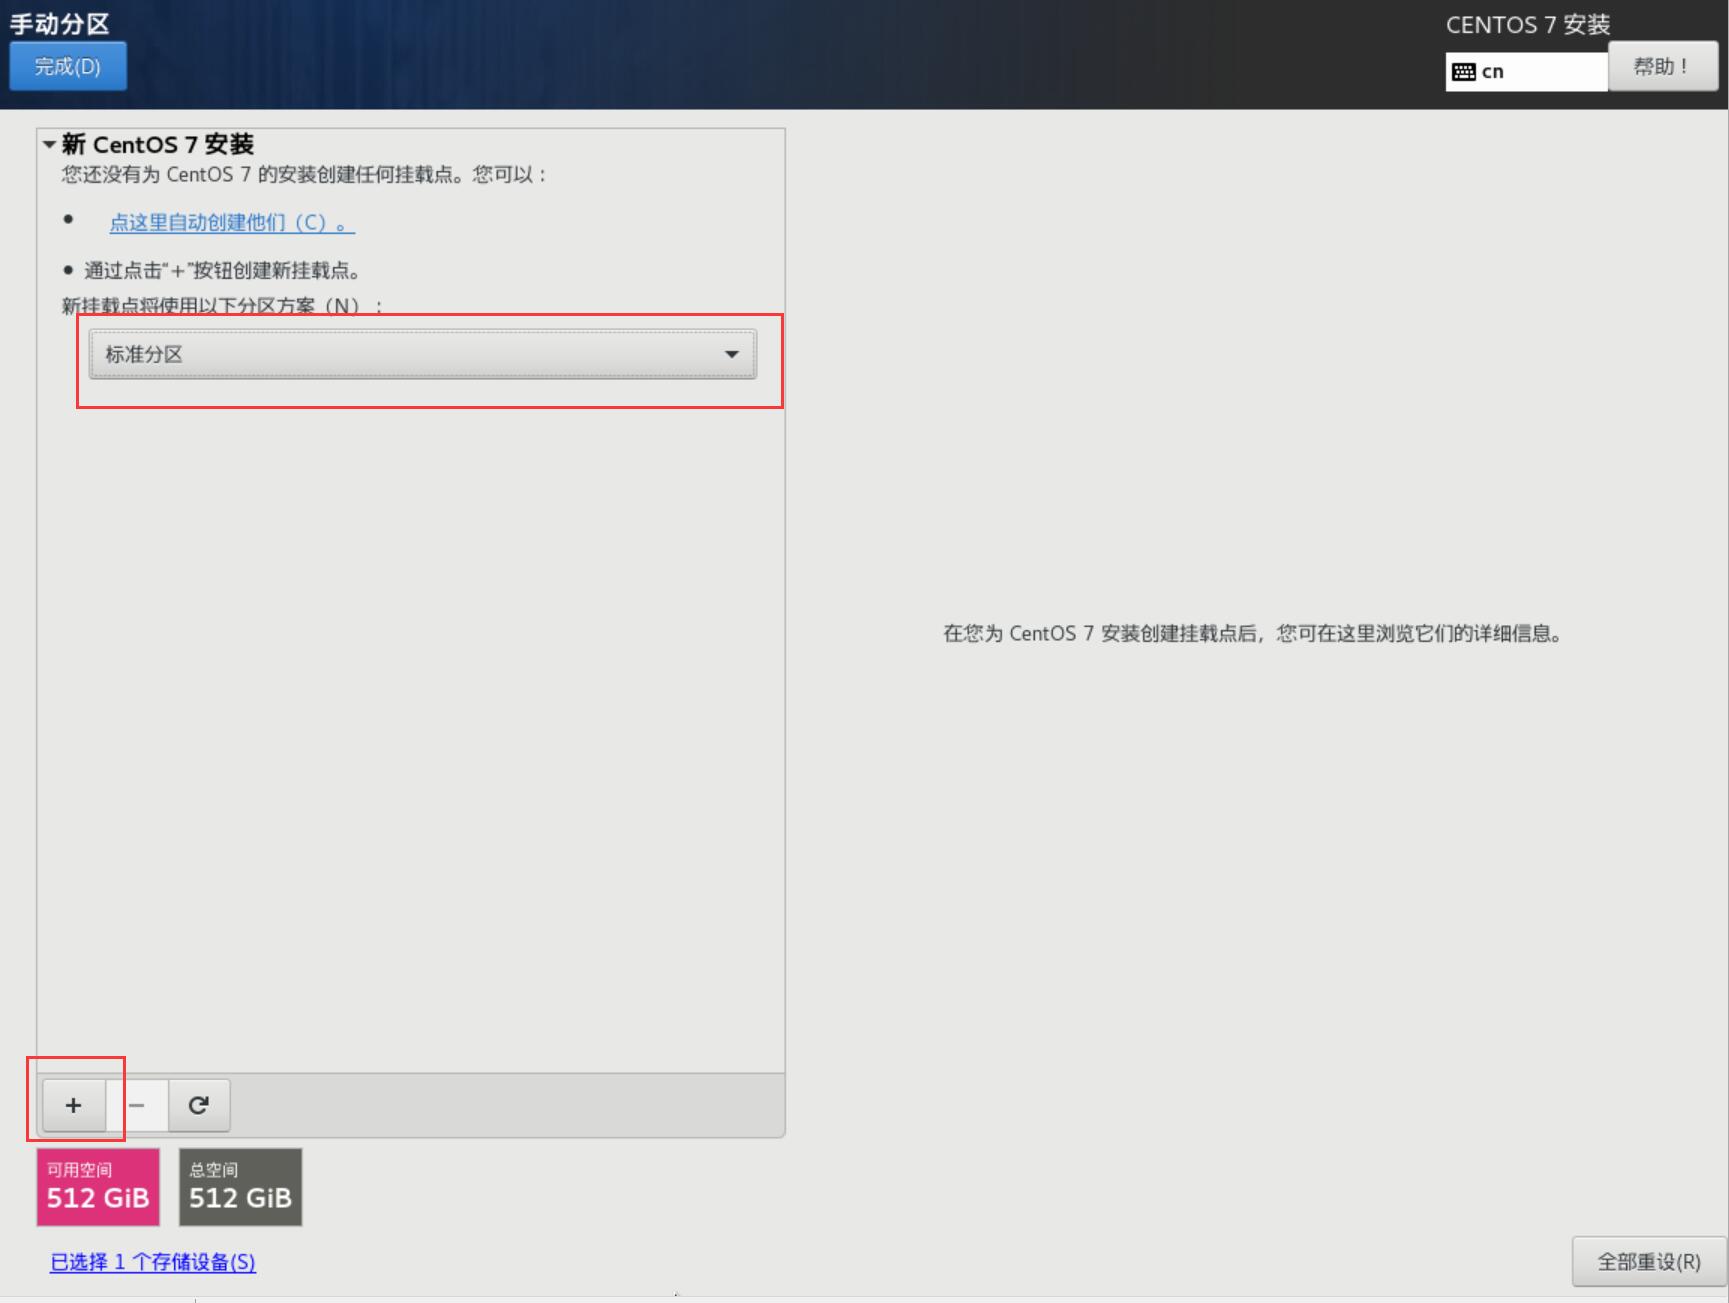 手动分区
CENTOS 7 安装
完成(D)
cn
帮助！
新 CentOS 7 安装
您还没有为 CentOS 7 的安装创建任何挂载点。您可以：
• 点这里自动创建他们（C）。
• 通过点击“+”按钮创建新挂载点。
新挂载点将使用以下分区方案（N）：
标准分区
在您为 CentOS 7 安装创建挂载点后，您可在这里浏览它们的详细信息。
+ −
可用空间
512 GiB
总空间
512 GiB
已选择 1 个存储设备(S)
全部重设(R)